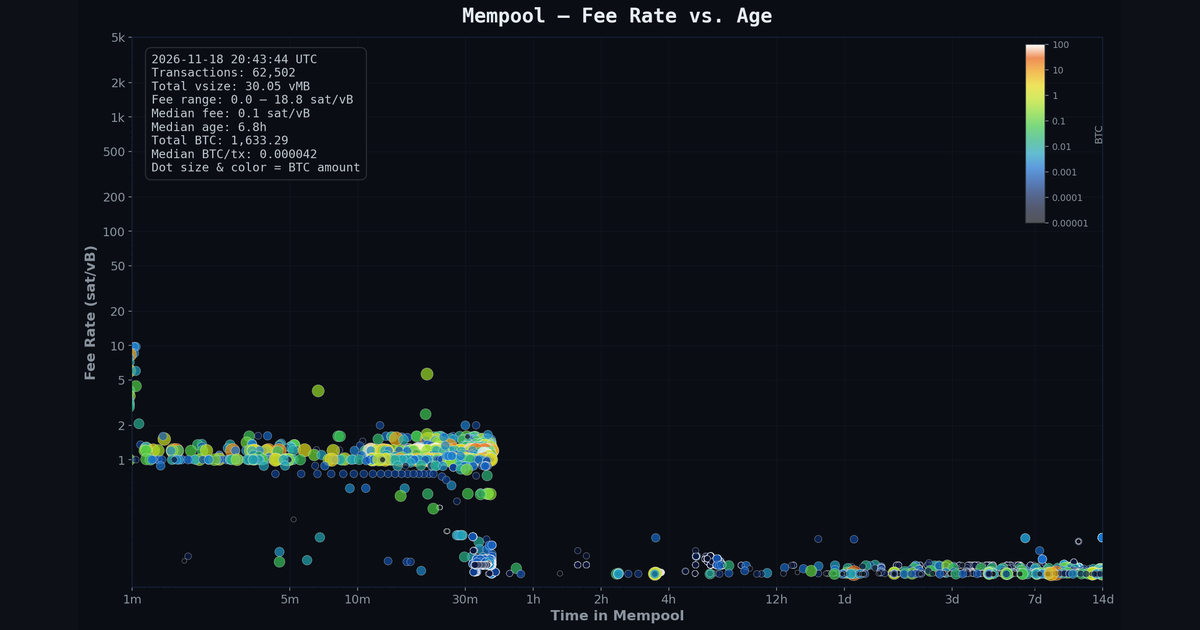 Mempool — Fee Rate vs. Age
2026-11-18 20:43:44 UTC
Transactions: 62,502
Total vsize: 30.05 vMB
Fee range: 0.0 – 18.8 sat/vB
Median fee: 0.1 sat/vB
Median age: 6.8h
Total BTC: 1,633.29
Median BTC/tx: 0.000042
Dot size & color = BTC amount
100
10
1
0.1
0.01
0.001
0.0001
0.00001
BTC
Fee Rate (sat/vB)
5k
2k
1k
500
200
100
50
20
10
5
2
1
1m
5m
10m
30m
1h
2h
4h
12h
1d
3d
7d
14d
Time in Mempool